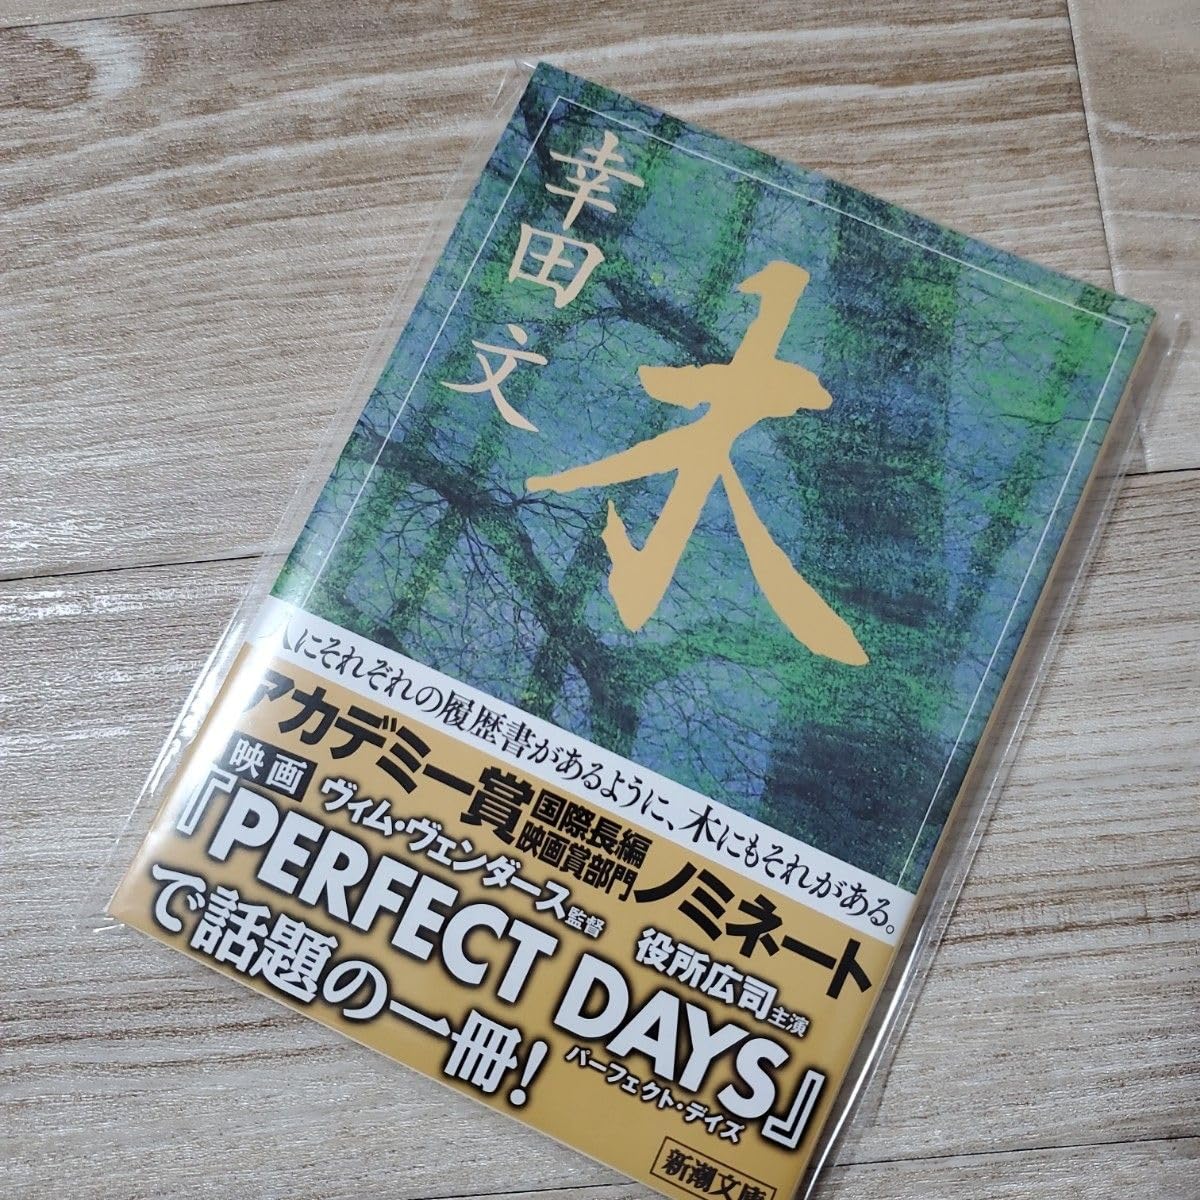 幸田文
木
人にそれぞれの履歴書があるように、木にもそれがある。
アカデミー賞 国際長編映画賞部門 ノミネート
映画 ヴィム・ヴェンダース監督 役所広司主演
『PERFECT DAYS』
パーフェクト・デイズ
で話題の一冊!
新潮文庫